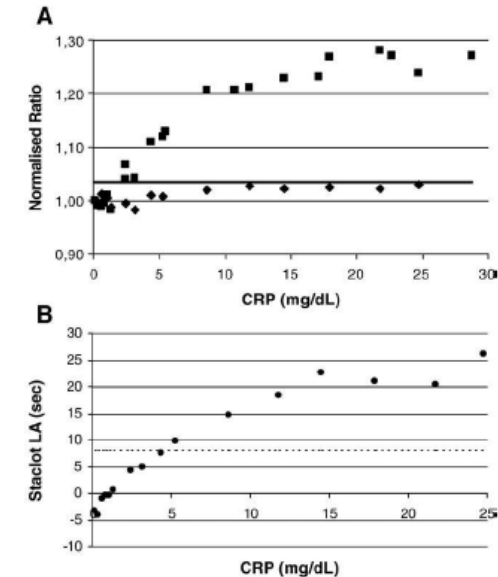 A
1,30
1,20
1,10
1,00
0,90
Normalised Ratio
0 5 10 15 20 25 30
CRP (mg/dL)
B
30
25
20
15
10
5
0
-5
-10
Staclot LA (sec)
0 5 10 15 20 25
CRP (mg/dL)